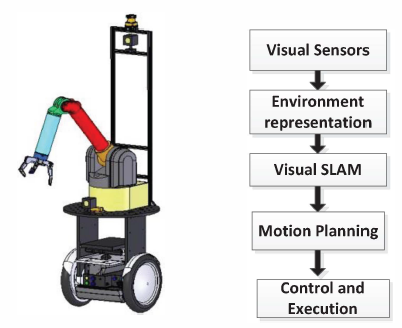 Visual Sensors
Environment
representation
Visual SLAM
Motion Planning
Control and
Execution